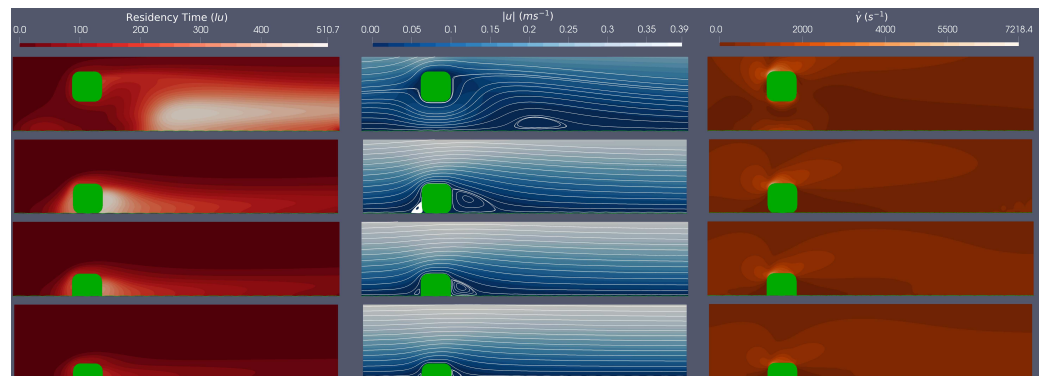 Residency Time (lu)
0.0 100 200 300 400 510.7
|u| (ms⁻¹)
0.00 0.05 0.1 0.15 0.2 0.25 0.3 0.35 0.39
γ̇ (s⁻¹)
0.0 2000 4000 5500 7218.4